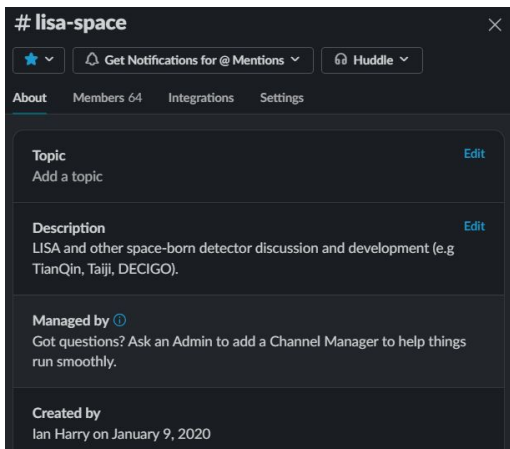 # lisa-space
Get Notifications for @ Mentions
Huddle
About
Members 64
Integrations
Settings
Topic
Edit
Add a topic
Description
Edit
LISA and other space-born detector discussion and development (e.g
TianQin, Taiji, DECIGO).
Managed by
Got questions? Ask an Admin to add a Channel Manager to help things
run smoothly.
Created by
Ian Harry on January 9, 2020